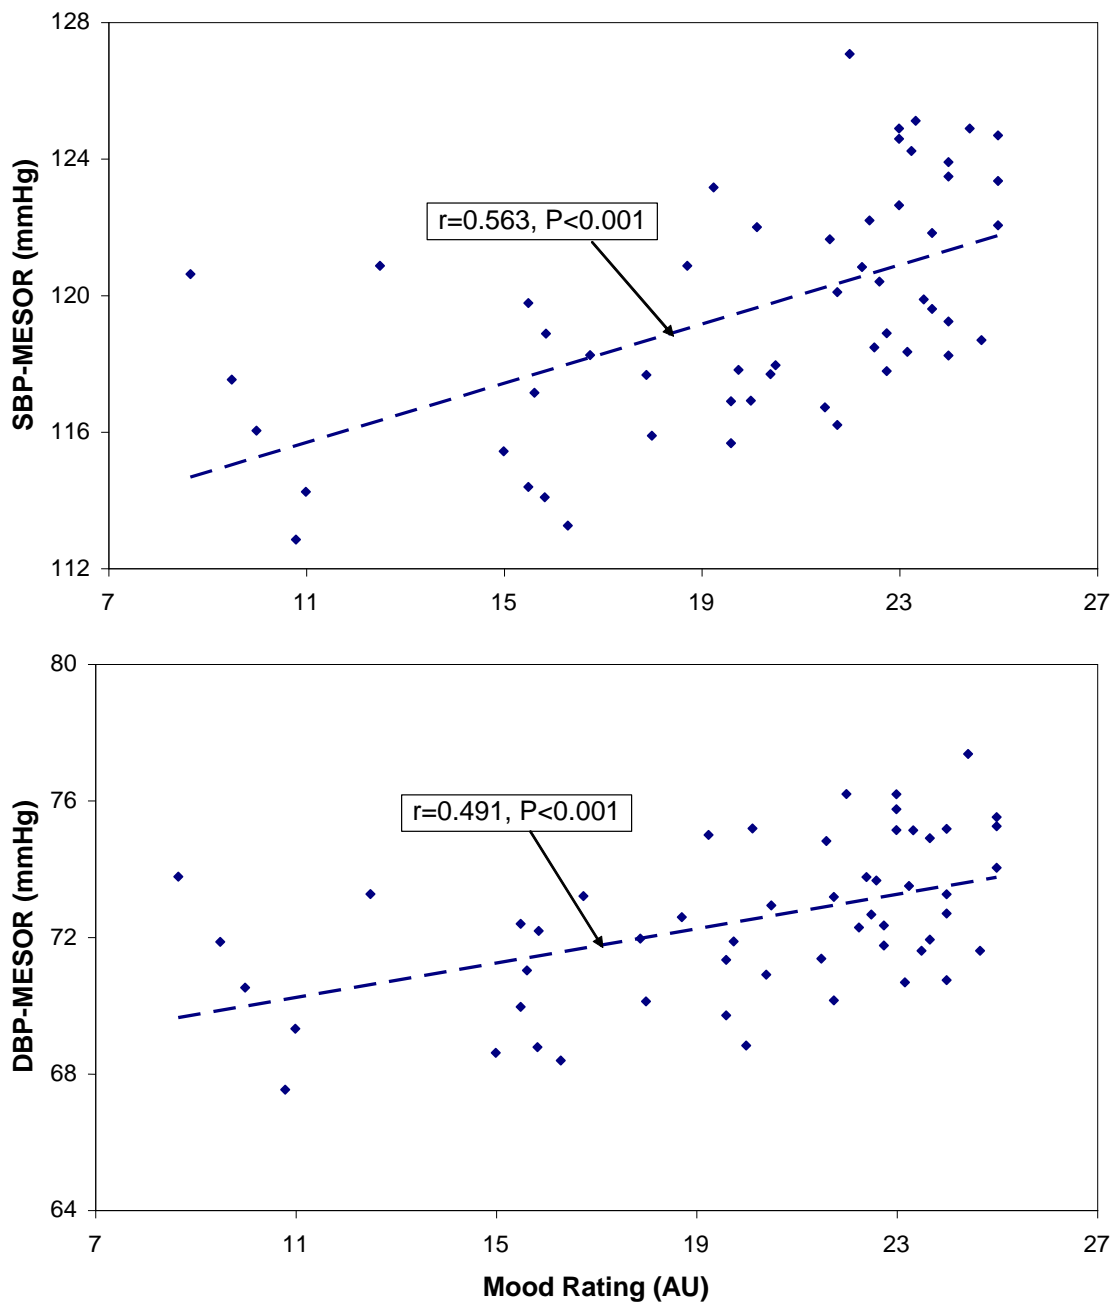 128
124
120
116
112
SBP-MESOR (mmHg)
r=0.563, P<0.001
7 11 15 19 23 27
80
76
72
68
64
DBP-MESOR (mmHg)
r=0.491, P<0.001
7 11 15 19 23 27
Mood Rating (AU)